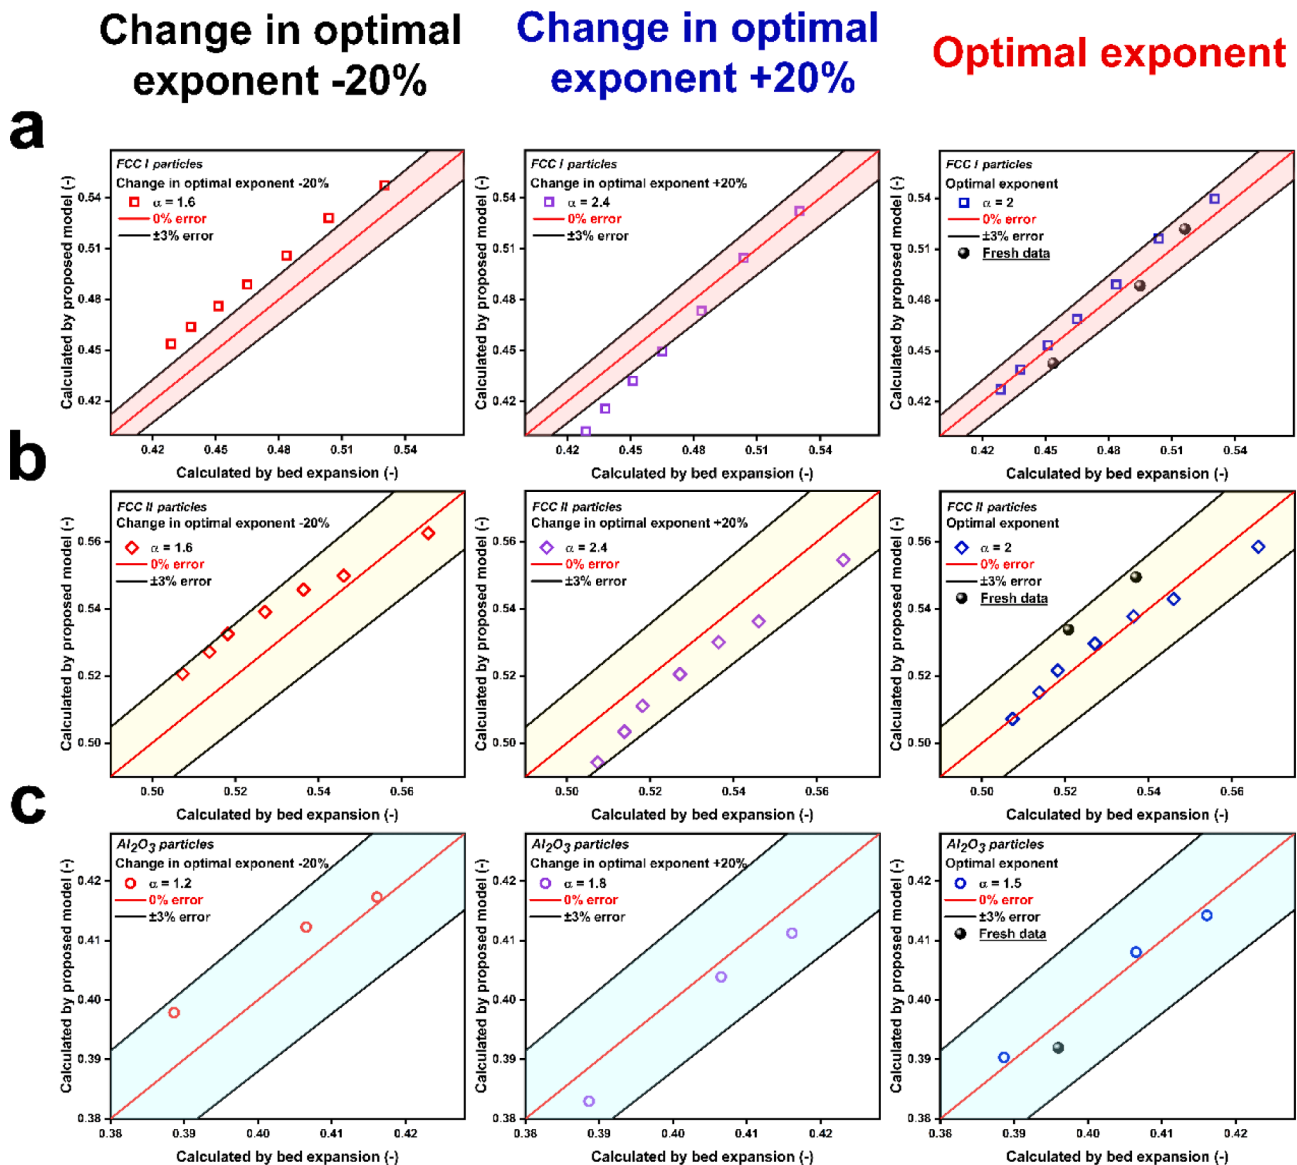 Change in optimal
exponent -20%
Change in optimal
exponent +20%
Optimal exponent
a
FCC I particles
Change in optimal exponent -20%
α = 1.6
0% error
±3% error
0.54
0.51
0.48
0.45
0.42
0.42 0.45 0.48 0.51 0.54
Calculated by proposed model (-)
Calculated by bed expansion (-)
FCC I particles
Change in optimal exponent +20%
α = 2.4
0% error
±3% error
0.54
0.51
0.48
0.45
0.42
0.42 0.45 0.48 0.51 0.54
Calculated by proposed model (-)
Calculated by bed expansion (-)
FCC I particles
Optimal exponent
α = 2
0% error
±3% error
Fresh data
0.54
0.51
0.48
0.45
0.42
0.42 0.45 0.48 0.51 0.54
Calculated by proposed model (-)
Calculated by bed expansion (-)
b
FCC II particles
Change in optimal exponent -20%
α = 1.6
0% error
±3% error
0.56
0.54
0.52
0.50
0.50 0.52 0.54 0.56
Calculated by proposed model (-)
Calculated by bed expansion (-)
FCC II particles
Change in optimal exponent +20%
α = 2.4
0% error
±3% error
0.56
0.54
0.52
0.50
0.50 0.52 0.54 0.56
Calculated by proposed model (-)
Calculated by bed expansion (-)
FCC II particles
Optimal exponent
α = 2
0% error
±3% error
Fresh data
0.56
0.54
0.52
0.50
0.50 0.52 0.54 0.56
Calculated by proposed model (-)
Calculated by bed expansion (-)
c
Al₂O₃ particles
Change in optimal exponent -20%
α = 1.2
0% error
±3% error
0.42
0.41
0.40
0.39
0.38
0.38 0.39 0.40 0.41 0.42
Calculated by proposed model (-)
Calculated by bed expansion (-)
Al₂O₃ particles
Change in optimal exponent +20%
α = 1.8
0% error
±3% error
0.42
0.41
0.40
0.39
0.38
0.38 0.39 0.40 0.41 0.42
Calculated by proposed model (-)
Calculated by bed expansion (-)
Al₂O₃ particles
Optimal exponent
α = 1.5
0% error
±3% error
Fresh data
0.42
0.41
0.40
0.39
0.38
0.38 0.39 0.40 0.41 0.42
Calculated by proposed model (-)
Calculated by bed expansion (-)